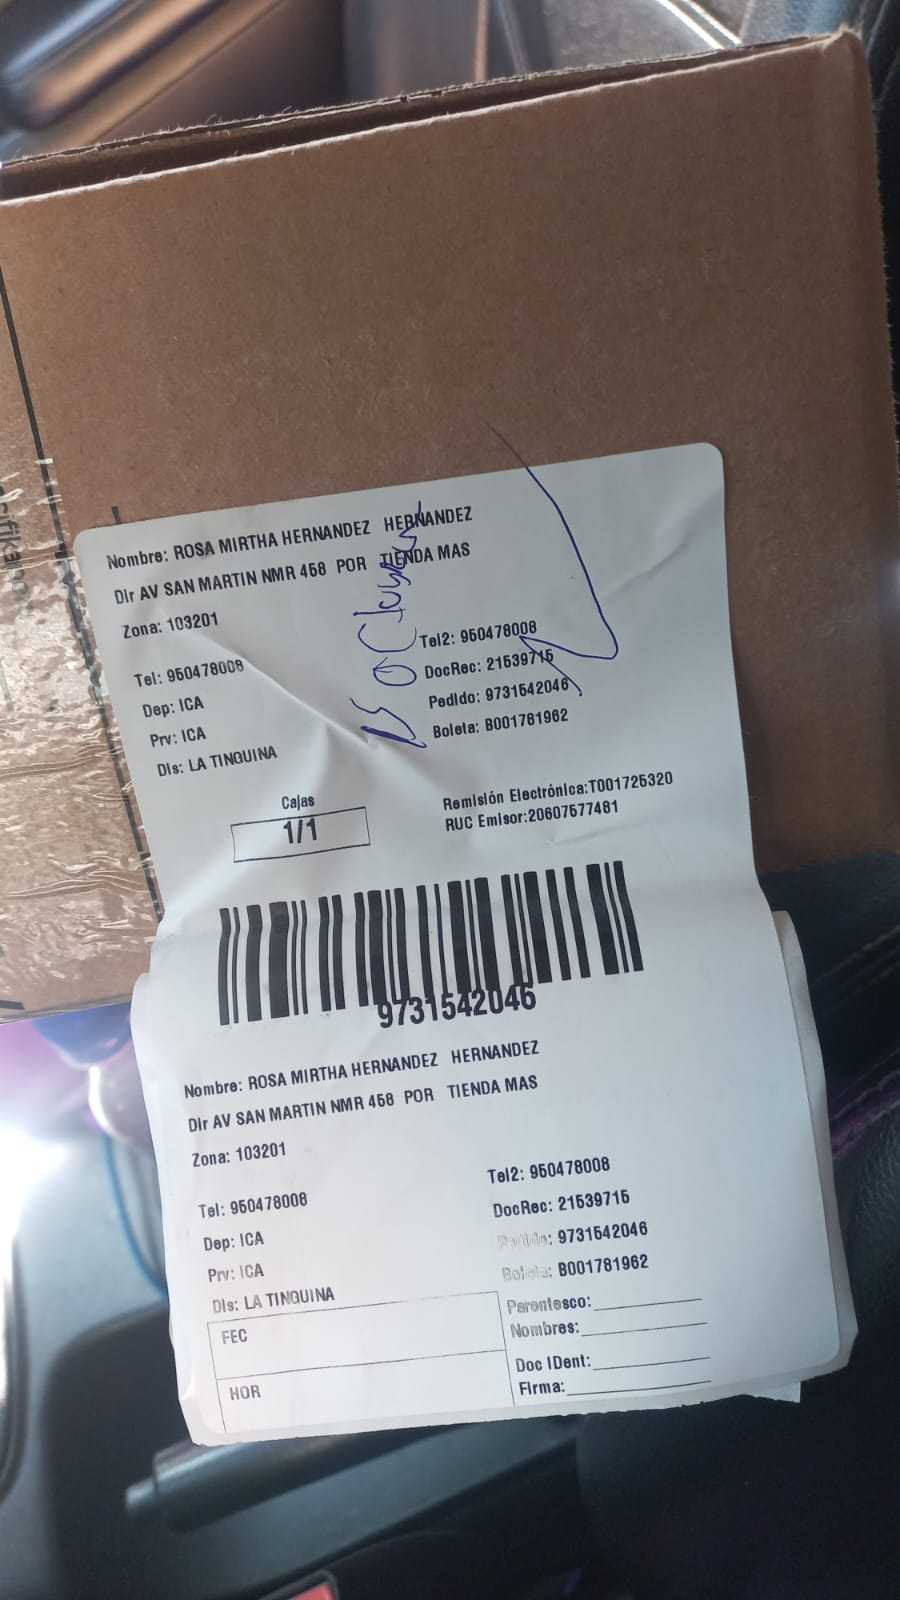 Nombre: ROSA MIRTHA HERNANDEZ HERNANDEZ
DIr AV SAN MARTIN NMR 458 POR TIENDA MAS
Zona: 103201
Tel: 950478008
Tel2: 950478008
Dep: ICA
DocRec: 21539715
Prv: ICA
Pedido: 9731542046
DIs: LA TINGUINA
Boleta: B001781962
Cajas
1/1
Remisión Electrónica:T001725320
RUC Emisor:20607577481
9731542046
Nombre: ROSA MIRTHA HERNANDEZ HERNANDEZ
DIr AV SAN MARTIN NMR 458 POR TIENDA MAS
Zona: 103201
Tel: 950478008
Tel2: 950478008
Dep: ICA
DocRec: 21539715
Prv: ICA
Pedido: 9731542046
DIs: LA TINGUINA
Boleta: B001781962
FEC
HOR
Parentesco:
Nombres:
Doc IDent:
Firma: